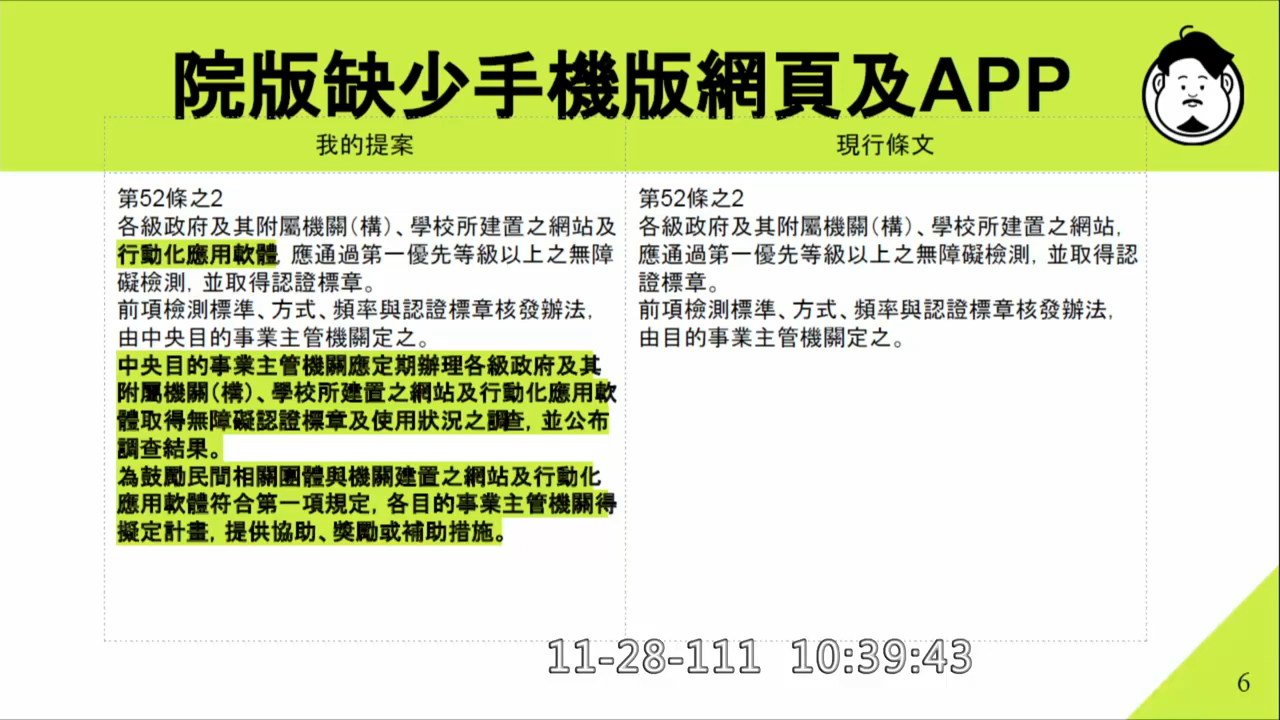 院版缺少手機版網頁及APP
我的提案
現行條文
第52條之2
各級政府及其附屬機關(構)、學校所建置之網站及
行動化應用軟體 應通過第一優先等級以上之無障
礙檢測, 並取得認證標章。
前項檢測標準、方式、頻率與認證標章核發辦法,
由中央目的事業主管機關定之。
中央目的事業主管機關應定期辦理各級政府及其
附屬機關(構)、學校所建置之網站及行動化應用軟
體取得無障礙認證標章及使用狀況之調查, 並公布
調查結果。
為鼓勵民間相關團體與機關建置之網站及行動化
應用軟體符合第一項規定, 各目的事業主管機關得
擬定計畫, 提供協助、獎勵或補助措施。
第52條之2
各級政府及其附屬機關(構)、學校所建置之網站,
應通過第一優先等級以上之無障礙檢測, 並取得認
證標章。
前項檢測標準、方式、頻率與認證標章核發辦法,
由目的事業主管機關定之。
11-28-111 10:39:43
6